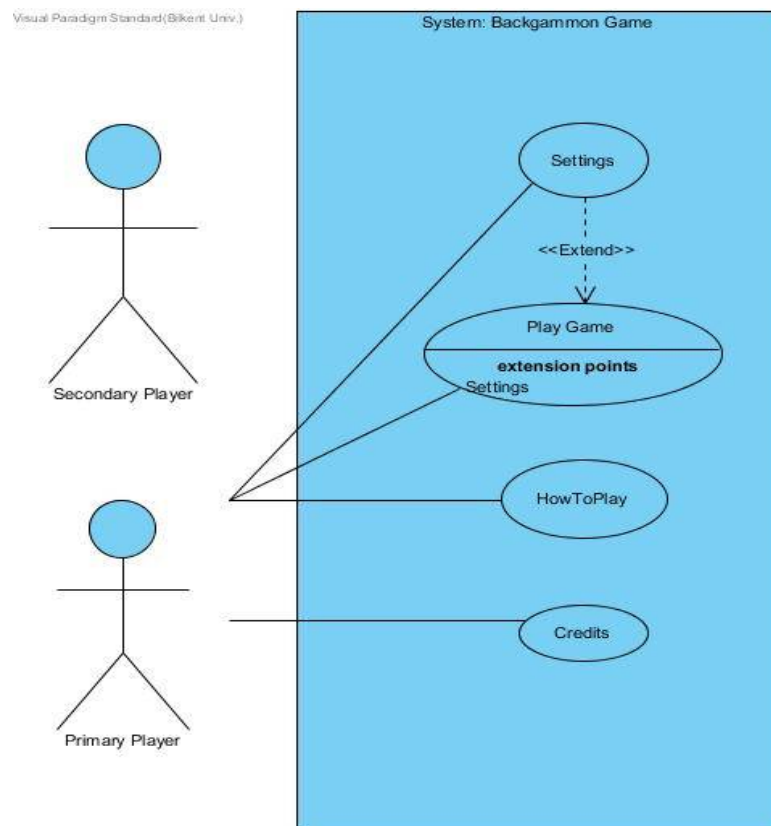 Visual Paradigm Standard(Bilkent Univ.)
System: Backgammon Game
Settings
<<Extend>>
Play Game
extension points
Settings
Secondary Player
HowToPlay
Credits
Primary Player